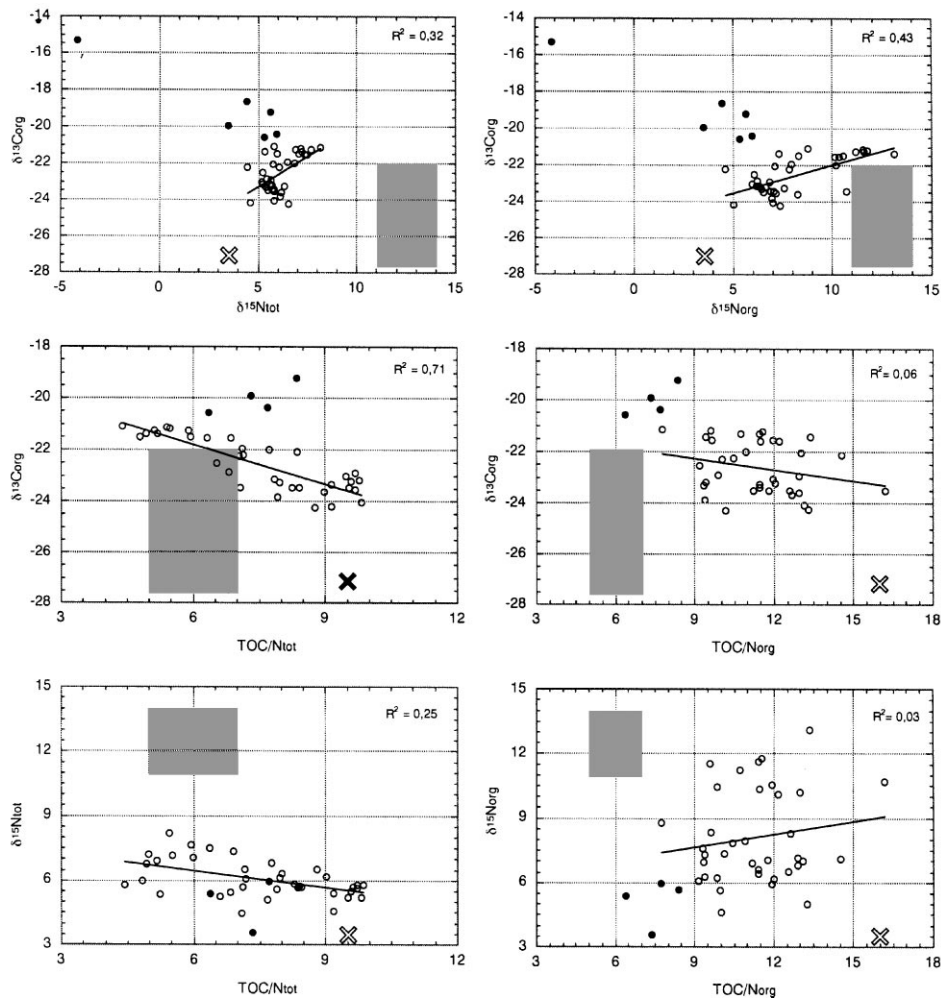 -14
-16
-18
-20
-22
-24
-26
-28
δ¹³Corg
R² = 0,32
-5 0 5 10 15
δ¹⁵Ntot
-14
-16
-18
-20
-22
-24
-26
-28
δ¹³Corg
R² = 0,43
-5 0 5 10 15
δ¹⁵Norg
-18
-20
-22
-24
-26
-28
δ¹³Corg
R² = 0,71
3 6 9 12
TOC/Ntot
-18
-20
-22
-24
-26
-28
δ¹³Corg
R² = 0,06
3 6 9 12 15 18
TOC/Norg
15
12
9
6
3
δ¹⁵Ntot
R² = 0,25
3 6 9 12
TOC/Ntot
15
12
9
6
3
δ¹⁵Norg
R² = 0,03
3 6 9 12 15 18
TOC/Norg